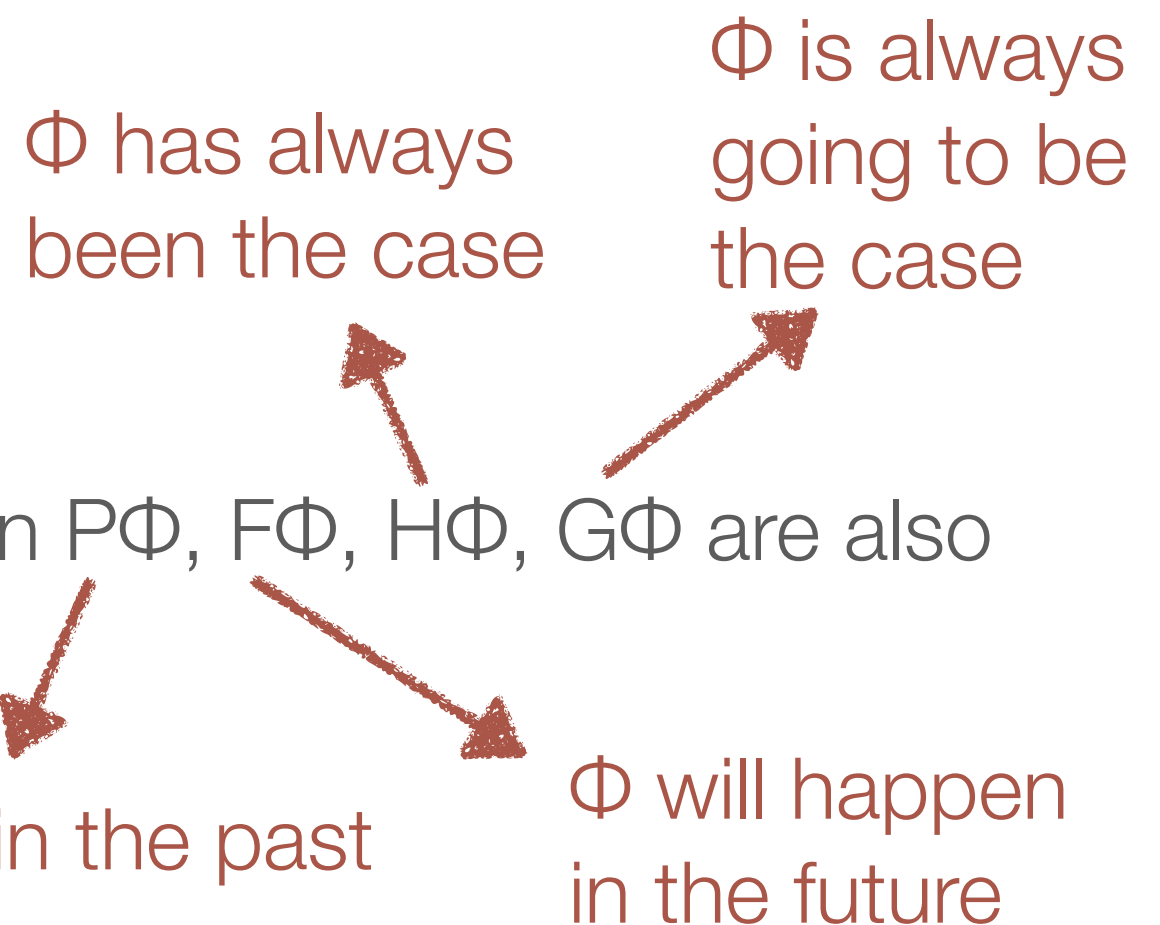 Φ has always
been the case
Φ is always
going to be
the case
n PΦ, FΦ, HΦ, GΦ are also
in the past
Φ will happen
in the future